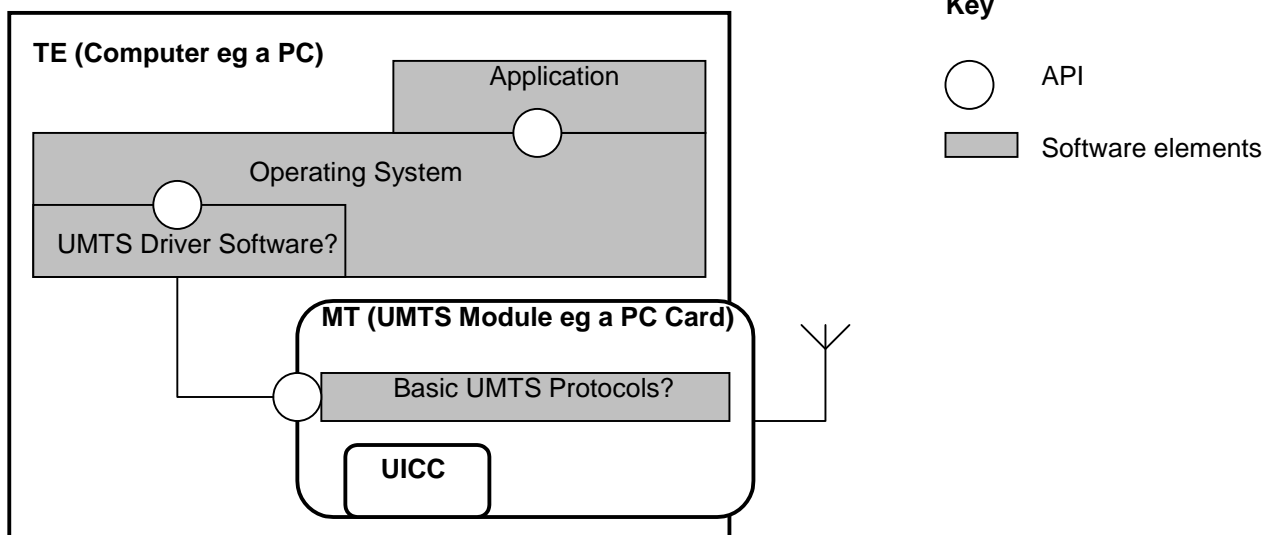 Key
TE (Computer eg a PC)
Application
API
Software elements
Operating System
UMTS Driver Software?
MT (UMTS Module eg a PC Card)
Basic UMTS Protocols?
UICC